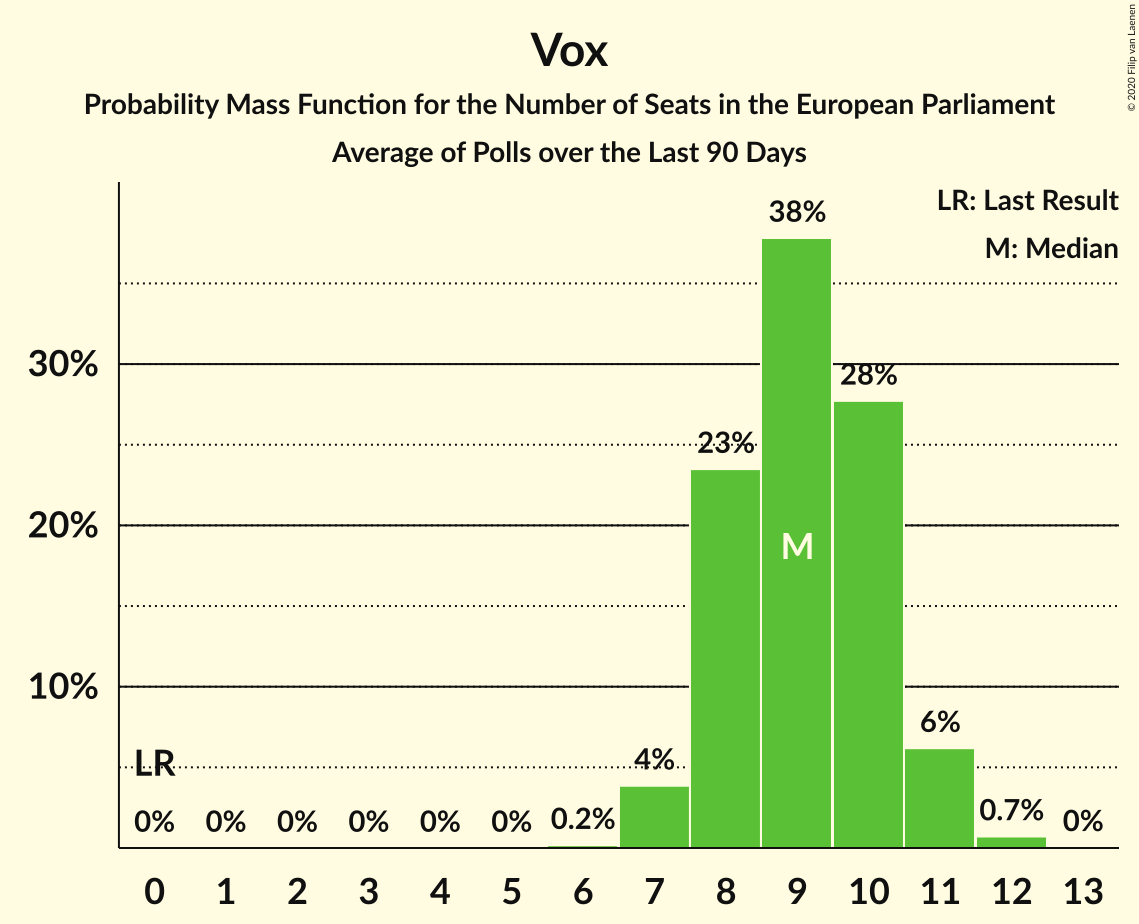 Vox
Probability Mass Function for the Number of Seats in the European Parliament
Average of Polls over the Last 90 Days
© 2020 Filip van Laenen
LR: Last Result
M: Median
30%
20%
10%
LR
0% 0% 0% 0% 0% 0% 0.2% 4% 23% 38% 28% 6% 0.7% 0%
M
0 1 2 3 4 5 6 7 8 9 10 11 12 13